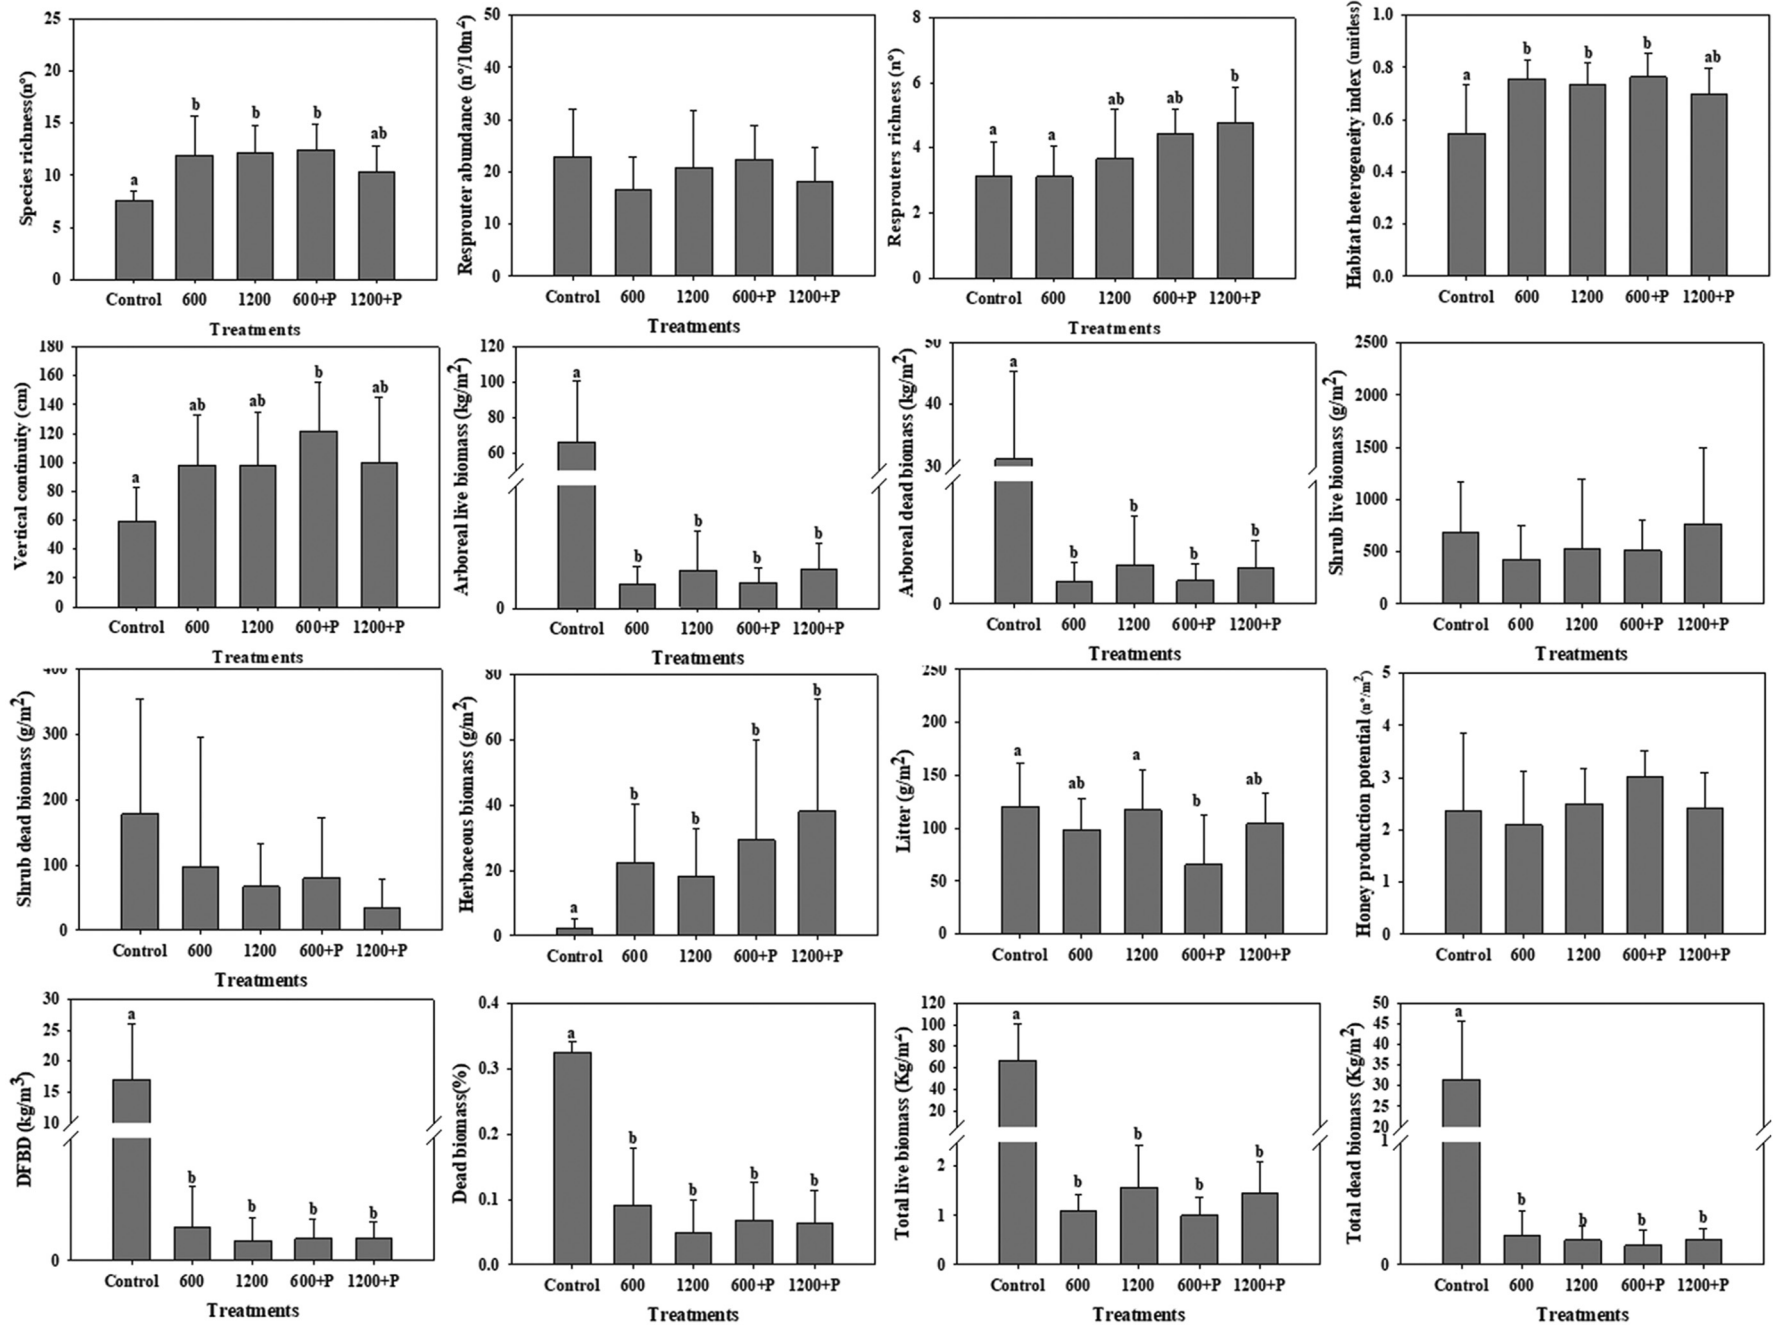 Species richness(n°)
25
20
15
10
5
0
a
b
b
b
ab
Control 600 1200 600+P 1200+P
Treatments
Resprouter abundance (n°/10m-2)
50
40
30
20
10
0
Control 600 1200 600+P 1200+P
Treatments
Resprouters richness (n°)
8
6
4
2
0
a
a
ab
ab
b
Control 600 1200 600+P 1200+P
Treatments
Habitat heterogeneity index (unitless)
1.0
0.8
0.6
0.4
0.2
0.0
a
b
b
b
ab
Control 600 1200 600+P 1200+P
Vertical continuity (cm)
180
160
140
120
100
80
60
40
20
0
a
ab
ab
b
ab
Control 600 1200 600+P 1200+P
Treatments
Arboreal live biomass (kg/m2)
120
100
80
60
0
a
b
b
b
b
Control 600 1200 600+P 1200+P
Treatments
Arboreal dead biomass (kg/m2)
50
40
30
0
a
b
b
b
b
Control 600 1200 600+P 1200+P
Treatments
Shrub live biomass (g/m2)
2500
2000
1500
1000
500
0
Control 600 1200 600+P 1200+P
Treatments
Shrub dead biomass (g/m2)
400
300
200
100
0
Control 600 1200 600+P 1200+P
Treatments
Herbaceous biomass (g/m2)
80
60
40
20
0
a
b
b
b
b
Control 600 1200 600+P 1200+P
Litter (g/m2)
250
200
150
100
50
0
a
ab
a
b
ab
Control 600 1200 600+P 1200+P
Honey production potential (n°/m2)
5
4
3
2
1
0
Control 600 1200 600+P 1200+P
DFBD (kg/m3)
30
25
20
15
10
0
a
b
b
b
b
Control 600 1200 600+P 1200+P
Treatments
Dead biomass(%)
0.4
0.3
0.2
0.1
0.0
a
b
b
b
b
Control 600 1200 600+P 1200+P
Treatments
Total live biomass (Kg/m2)
120
100
80
60
40
20
2
1
0
a
b
b
b
b
Control 600 1200 600+P 1200+P
Treatments
Total dead biomass (Kg/m2)
50
45
40
35
30
25
20
1
0
a
b
b
b
b
Control 600 1200 600+P 1200+P
Treatments